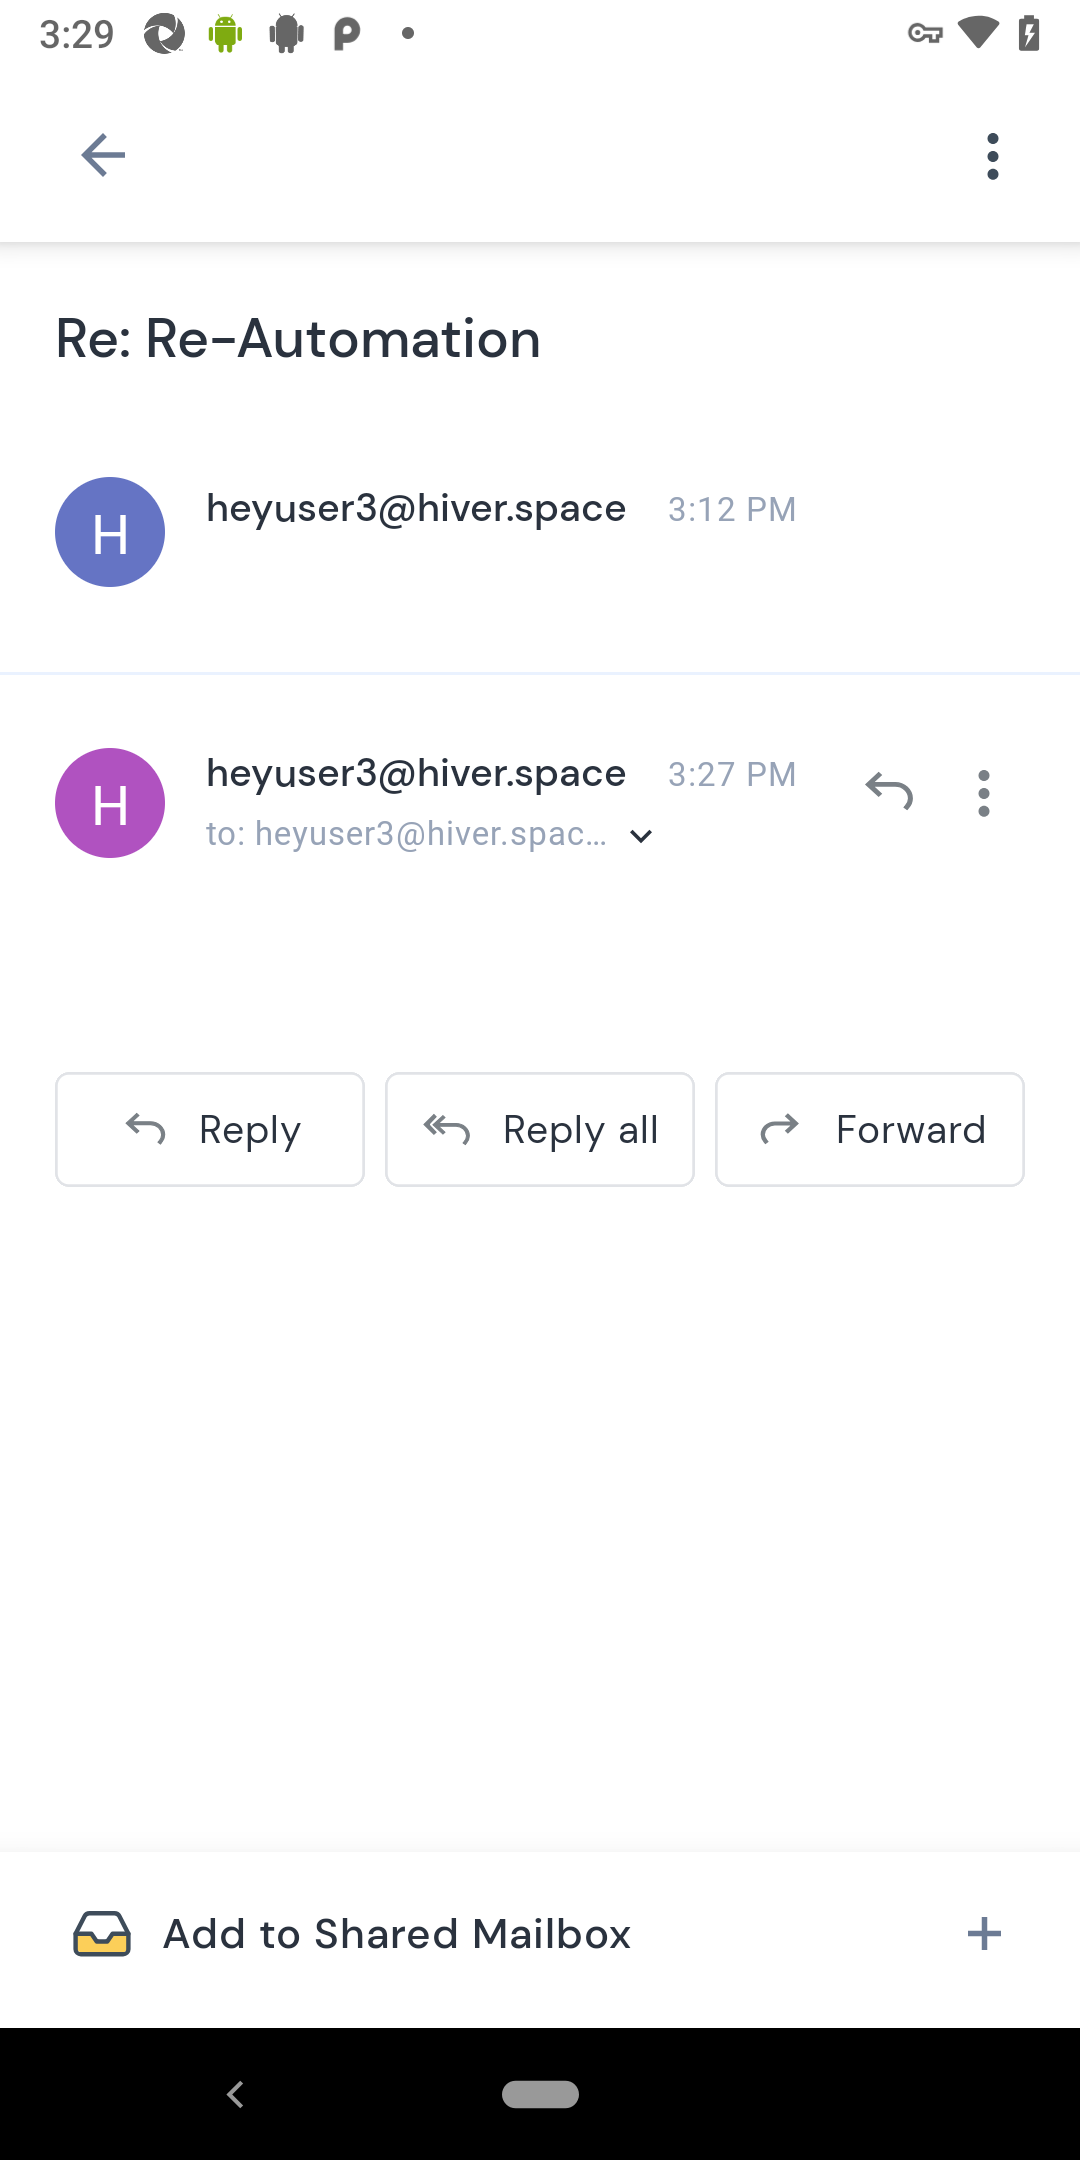 3:29
Re: Re-Automation
H
heyuser3@hiver.space 3:12 PM
H
heyuser3@hiver.space 3:27 PM
to: heyuser3@hiver.spac...
Reply
Reply all
Forward
Add to Shared Mailbox